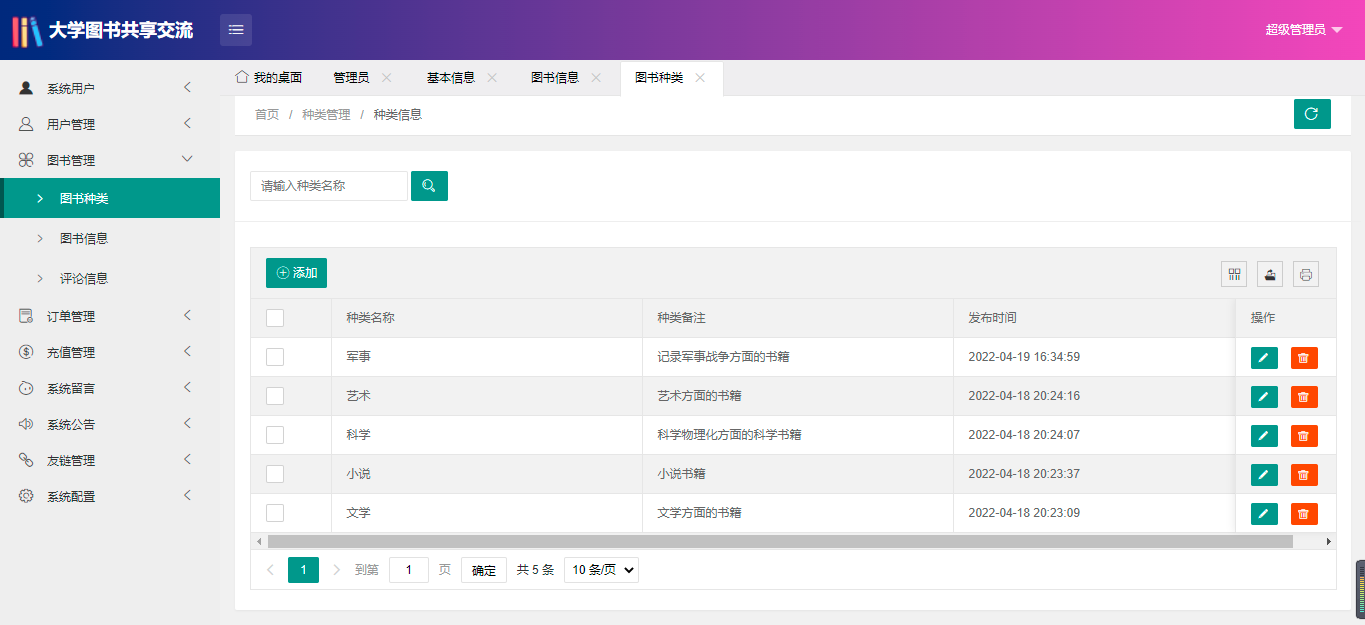 大学图书共享交流
超级管理员
系统用户
用户管理
图书管理
图书种类
图书信息
评论信息
订单管理
充值管理
系统留言
系统公告
友链管理
系统配置
我的桌面 管理员 基本信息 图书信息 图书种类
首页 / 种类管理 / 种类信息
请输入种类名称
添加
种类名称 种类备注 发布时间 操作
军事 记录军事战争方面的书籍 2022-04-19 16:34:59
艺术 艺术方面的书籍 2022-04-18 20:24:16
科学 科学物理化方面的科学书籍 2022-04-18 20:24:07
小说 小说书籍 2022-04-18 20:23:37
文学 文学方面的书籍 2022-04-18 20:23:09
1 到第 1 页 确定 共 5 条 10 条/页